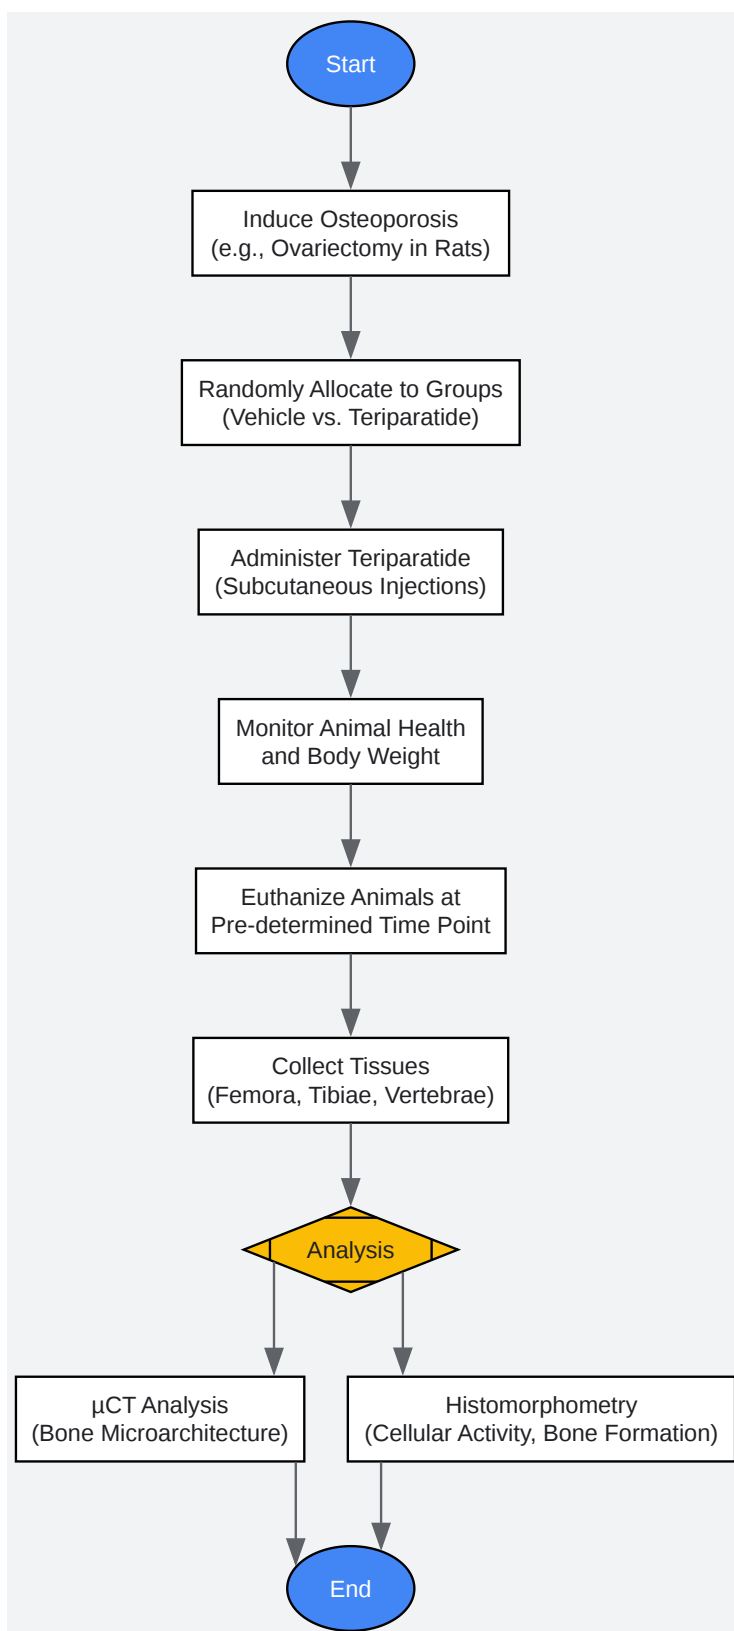 Start
Induce Osteoporosis
(e.g., Ovariectomy in Rats)
Randomly Allocate to Groups
(Vehicle vs. Teriparatide)
Administer Teriparatide
(Subcutaneous Injections)
Monitor Animal Health
and Body Weight
Euthanize Animals at
Pre-determined Time Point
Collect Tissues
(Femora, Tibiae, Vertebrae)
Analysis
µCT Analysis
(Bone Microarchitecture)
Histomorphometry
(Cellular Activity, Bone Formation)
End